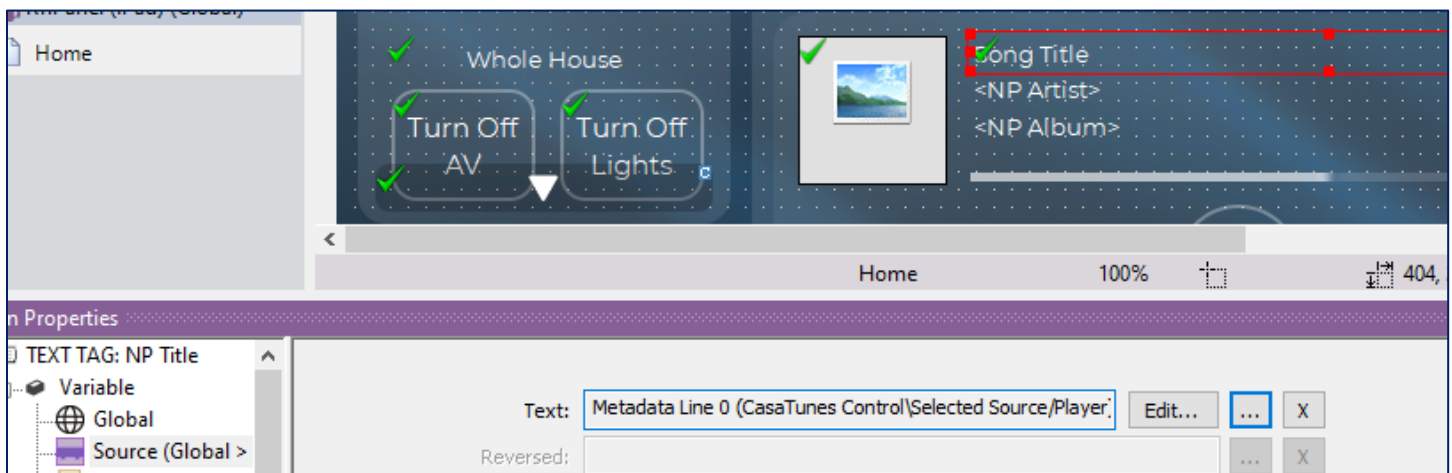 Home
Whole House
Turn Off
AV
Turn Off
Lights
C
Song Title
<NP Artist>
<NP Album>
Home
100%
404,
n Properties
TEXT TAG: NP Title
Variable
Global
Source (Global >
Text:
Metadata Line 0 (CasaTunes Control\Selected Source/Player)
Edit...
...
X
Reversed:
...
X